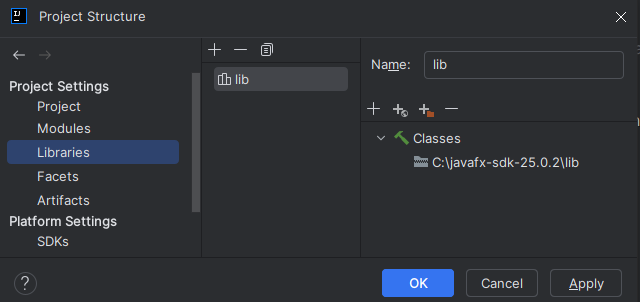 Project Structure
Project Settings
Project
Modules
Libraries
Facets
Artifacts
Platform Settings
SDKs
lib
Name: lib
Classes
C:\javafx-sdk-25.0.2\lib
? OK Cancel Apply